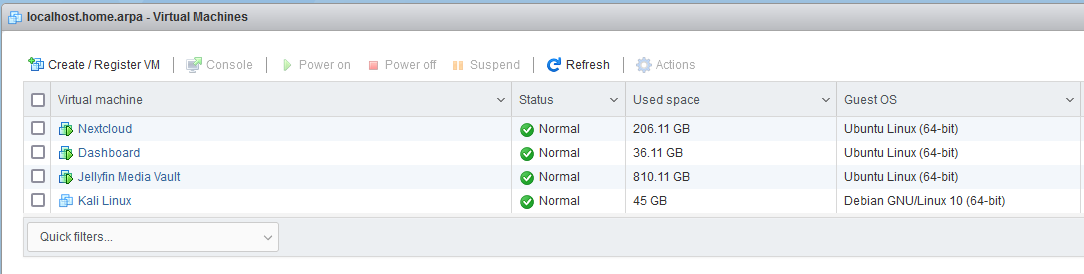 localhost.home.arpa - Virtual Machines
Create / Register VM Console Power on Power off Suspend Refresh Actions
Virtual machine Status Used space Guest OS
Nextcloud Normal 206.11 GB Ubuntu Linux (64-bit)
Dashboard Normal 36.11 GB Ubuntu Linux (64-bit)
Jellyfin Media Vault Normal 810.11 GB Ubuntu Linux (64-bit)
Kali Linux Normal 45 GB Debian GNU/Linux 10 (64-bit)
Quick filters...